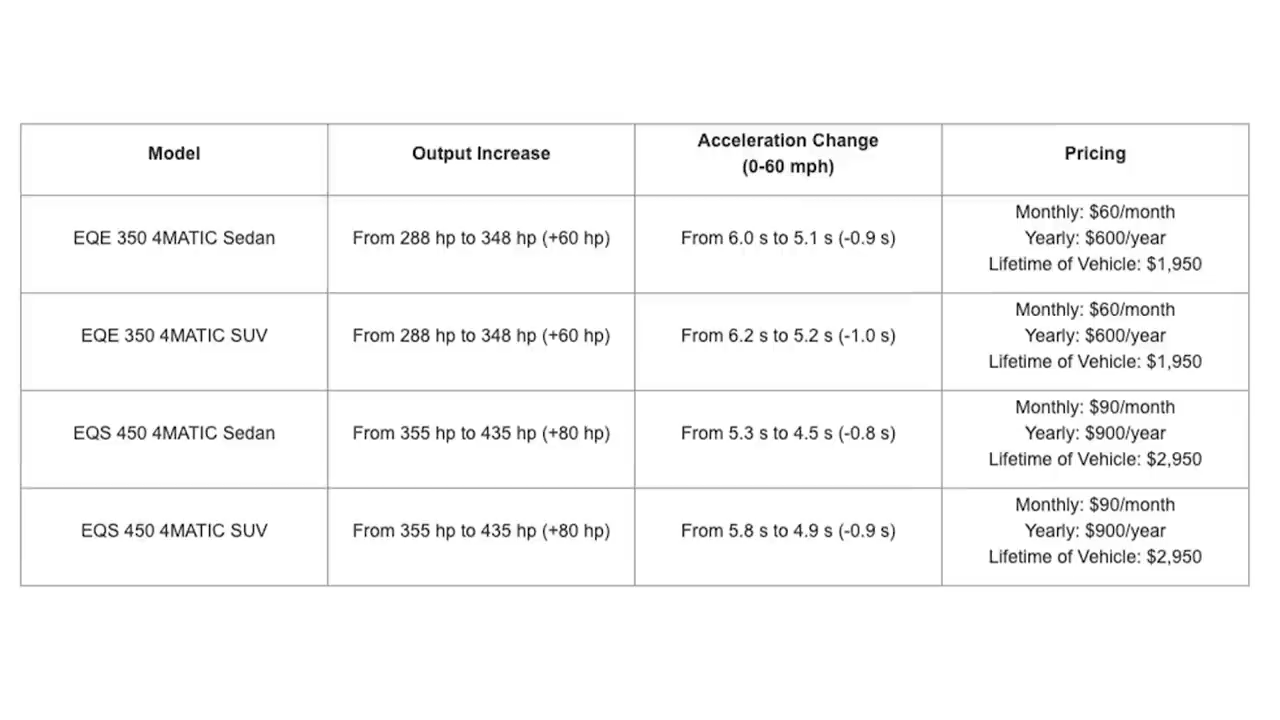 Model
Output Increase
Acceleration Change
(0-60 mph)
Pricing
EQE 350 4MATIC Sedan
From 288 hp to 348 hp (+60 hp)
From 6.0 s to 5.1 s (-0.9 s)
Monthly: $60/month
Yearly: $600/year
Lifetime of Vehicle: $1,950
EQE 350 4MATIC SUV
From 288 hp to 348 hp (+60 hp)
From 6.2 s to 5.2 s (-1.0 s)
Monthly: $60/month
Yearly: $600/year
Lifetime of Vehicle: $1,950
EQS 450 4MATIC Sedan
From 355 hp to 435 hp (+80 hp)
From 5.3 s to 4.5 s (-0.8 s)
Monthly: $90/month
Yearly: $900/year
Lifetime of Vehicle: $2,950
EQS 450 4MATIC SUV
From 355 hp to 435 hp (+80 hp)
From 5.8 s to 4.9 s (-0.9 s)
Monthly: $90/month
Yearly: $900/year
Lifetime of Vehicle: $2,950